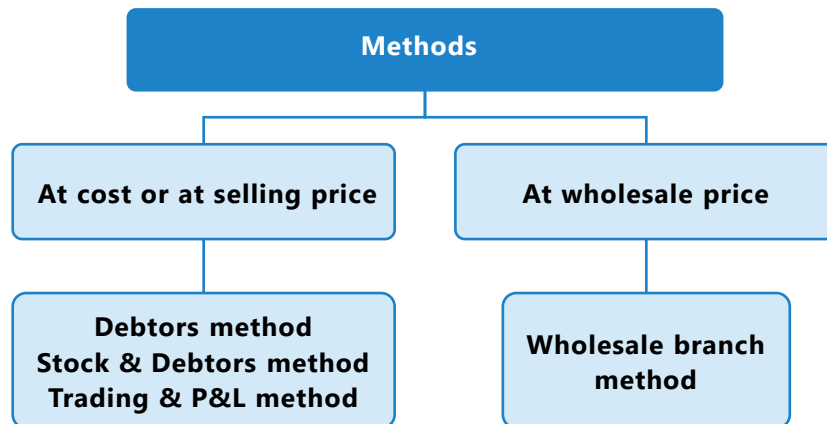 Methods
At cost or at selling price
At wholesale price
Debtors method
Stock & Debtors method
Trading & P&L method
Wholesale branch
method